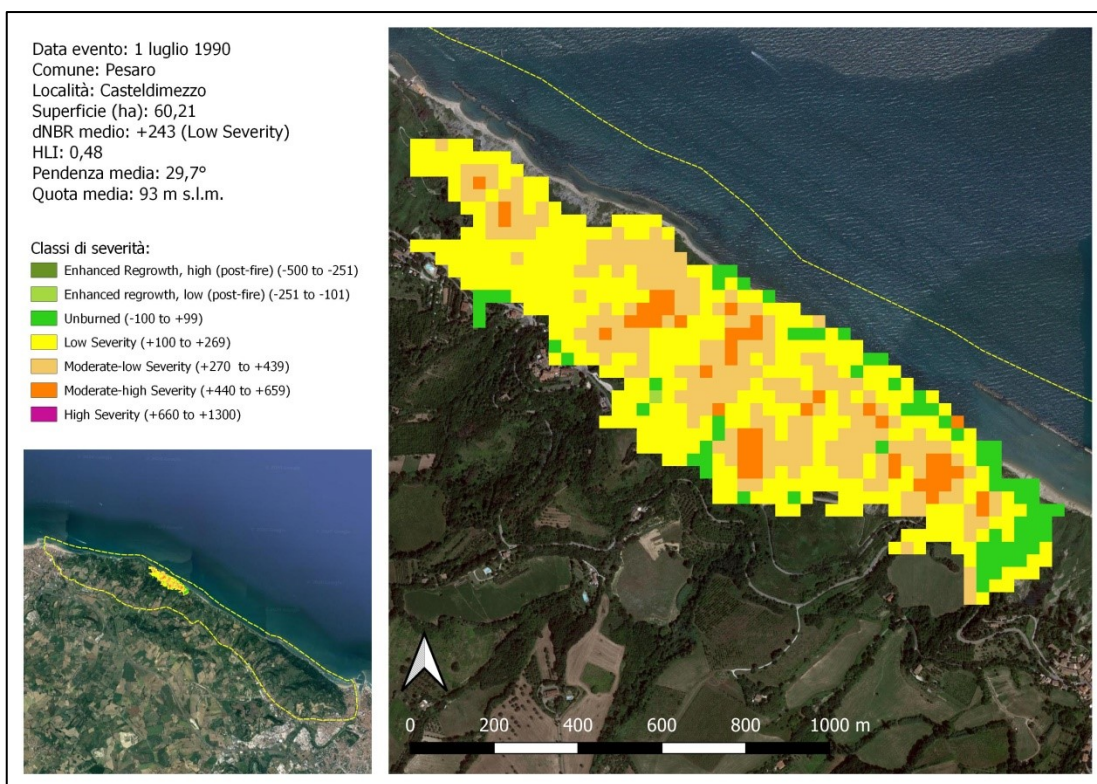 Data evento: 1 luglio 1990
Comune: Pesaro
Località: Casteldimezzo
Superficie (ha): 60,21
dNBR medio: +243 (Low Severity)
HLI: 0,48
Pendenza media: 29,7°
Quota media: 93 m s.l.m.
Classi di severità:
Enhanced Regrowth, high (post-fire) (-500 to -251)
Enhanced regrowth, low (post-fire) (-251 to -101)
Unburned (-100 to +99)
Low Severity (+100 to +269)
Moderate-low Severity (+270 to +439)
Moderate-high Severity (+440 to +659)
High Severity (+660 to +1300)
0 200 400 600 800 1000 m